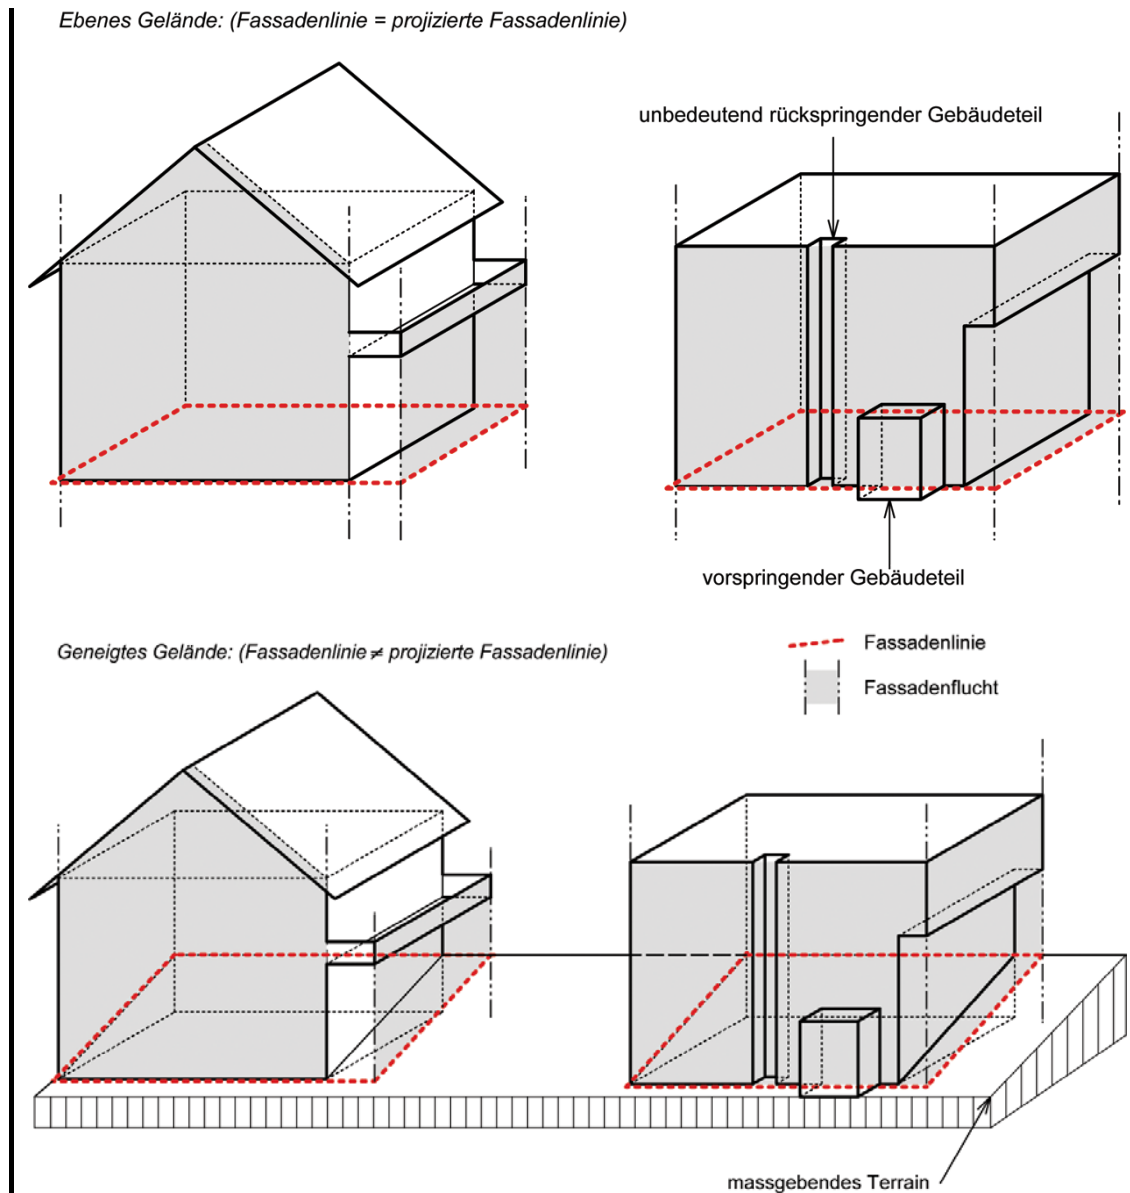 Ebenes Gelände: (Fassadenlinie = projizierte Fassadenlinie)
unbedeutend rückspringender Gebäudeteil
vorspringender Gebäudeteil
Geneigtes Gelände: (Fassadenlinie ≠ projizierte Fassadenlinie)
Fassadenlinie
Fassadenflucht
massgebendes Terrain